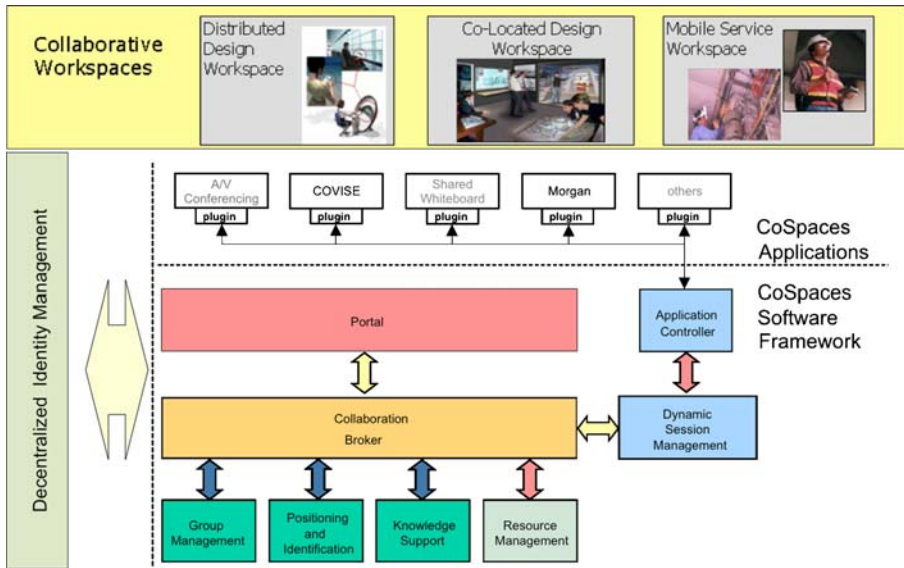 Collaborative
Workspaces
Distributed
Design
Workspace
Co-Located Design
Workspace
Mobile Service
Workspace
Decentralized Identity Management
A/V
Conferencing
plugin
COVISE
plugin
Shared
Whiteboard
plugin
Morgan
plugin
others
plugin
CoSpaces
Applications
CoSpaces
Software
Framework
Portal
Application
Controller
Collaboration
Broker
Dynamic
Session
Management
Group
Management
Positioning
and
Identification
Knowledge
Support
Resource
Management